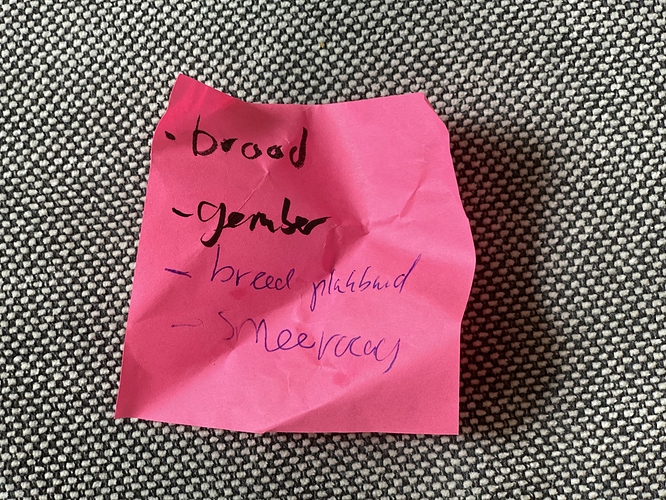 - brood
- gember
- breed plakband
- smeerkaas